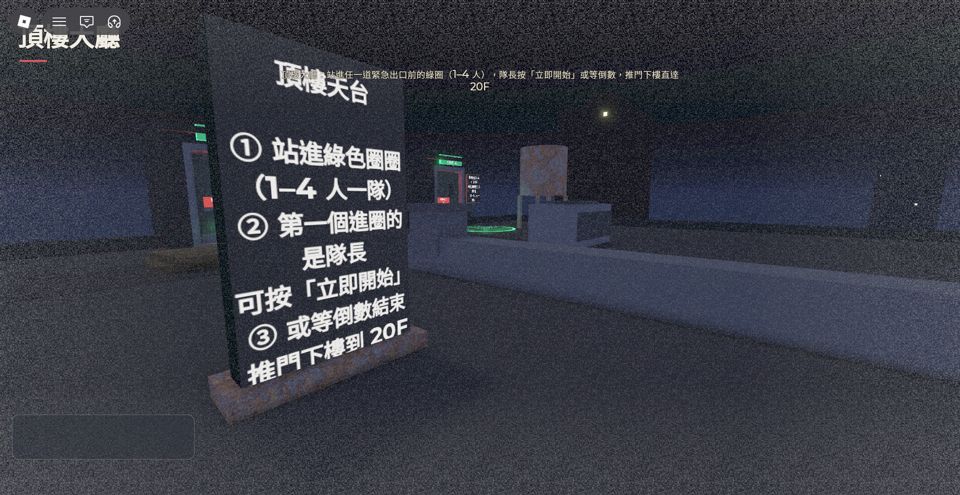 頂樓大廳
站進任一道緊急出口前的綠圈（1–4 人），隊長按「立即開始」或等倒數，推門下樓直達
20F
頂樓天台
① 站進綠色圈圈
（1–4 人一隊）
② 第一個進圈的
是隊長
可按「立即開始」
③ 或等倒數結束
推門下樓到 20F